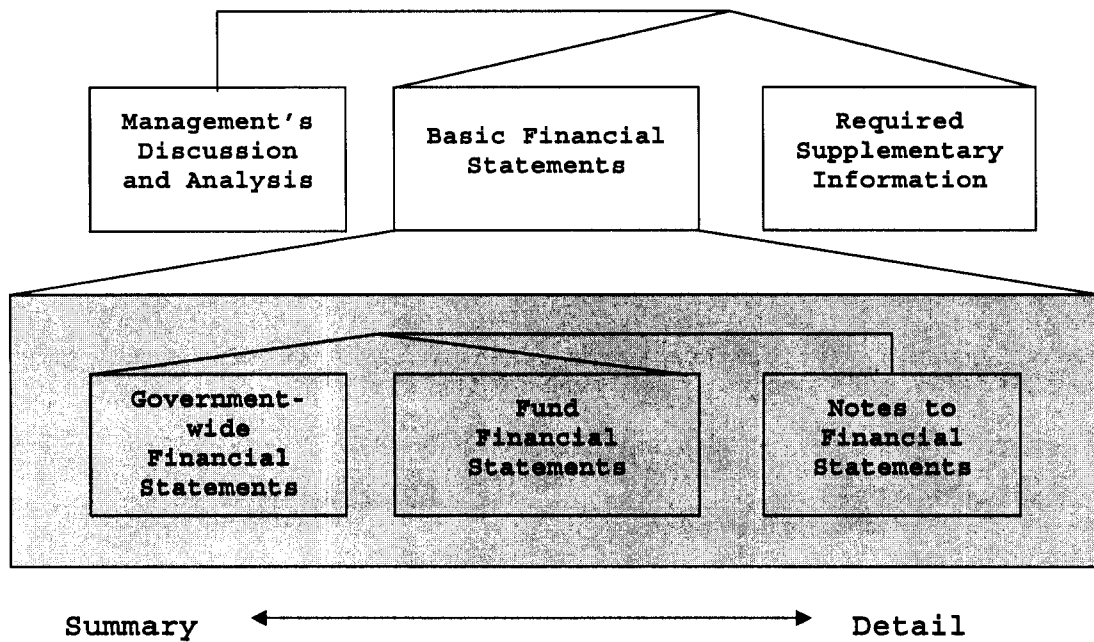 Management's
Discussion
and Analysis
Basic Financial
Statements
Required
Supplementary
Information
Government-
wide
Financial
Statements
Fund
Financial
Statements
Notes to
Financial
Statements
Summary
Detail